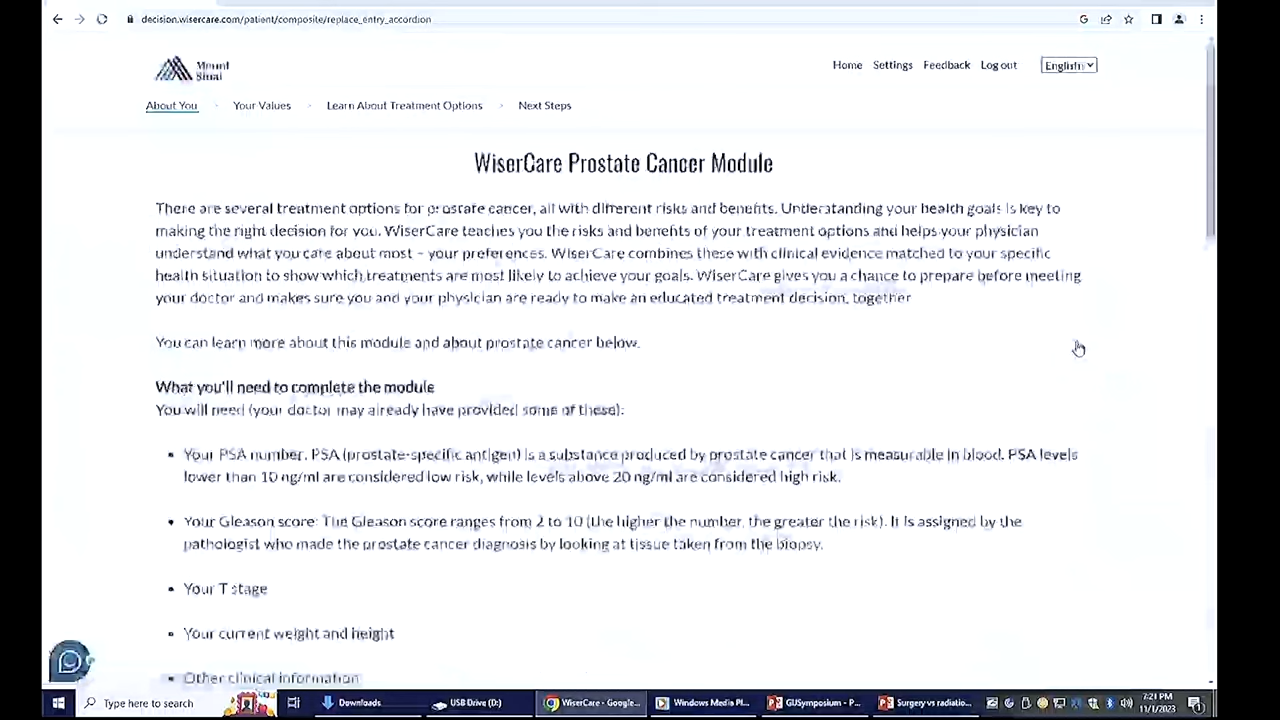 decision.wisercare.com/patient/composite/replace_entry_accordion
Mount
Sinai
Home Settings Feedback Log out English
About You > Your Values > Learn About Treatment Options > Next Steps
WiserCare Prostate Cancer Module
There are several treatment options for prostate cancer, all with different risks and benefits. Understanding your health goals is key to
making the right decision for you. WiserCare teaches you the risks and benefits of your treatment options and helps your physician
understand what you care about most – your preferences. WiserCare combines these with clinical evidence matched to your specific
health situation to show which treatments are most likely to achieve your goals. WiserCare gives you a chance to prepare before meeting
your doctor and makes sure you and your physician are ready to make an educated treatment decision, together
You can learn more about this module and about prostate cancer below.
What you'll need to complete the module
You will need (your doctor may already have provided some of these):
• Your PSA number. PSA (prostate-specific antigen) is a substance produced by prostate cancer that is measurable in blood. PSA levels
lower than 10 ng/ml are considered low risk, while levels above 20 ng/ml are considered high risk.
• Your Gleason score: The Gleason score ranges from 2 to 10 (the higher the number, the greater the risk). It is assigned by the
pathologist who made the prostate cancer diagnosis by looking at tissue taken from the biopsy.
• Your T stage
• Your current weight and height
• Other clinical information
Type here to search Downloads USB Drive (D:) WiserCare - Google... Windows Media Pl... GUSymposium - P... Surgery vs radiatio... 7:21 PM
11/1/2023